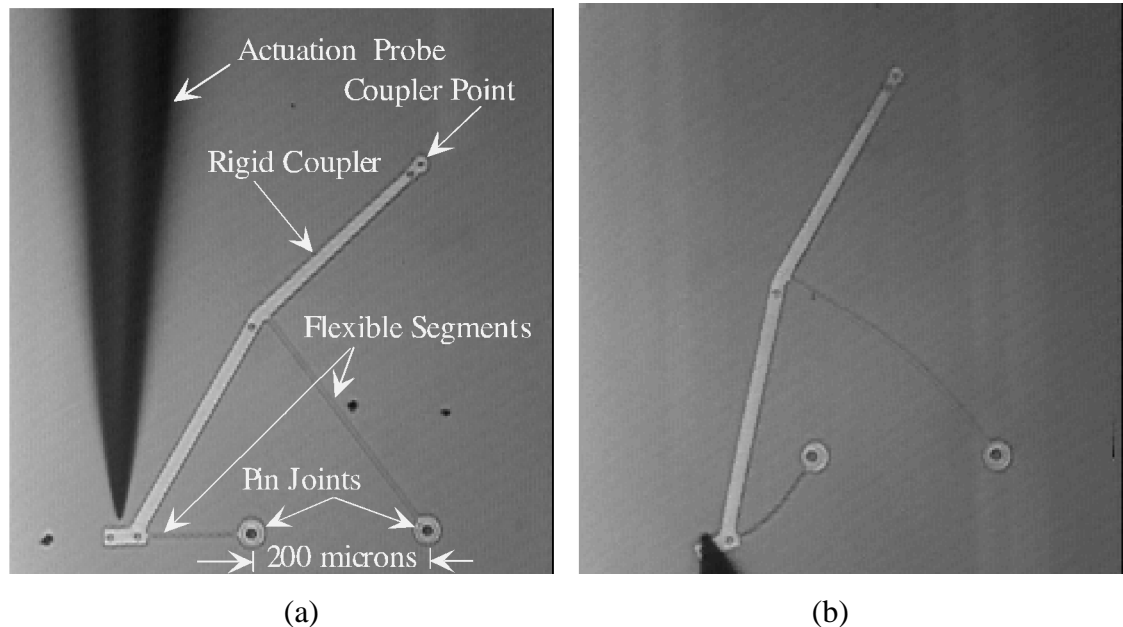 Actuation Probe
Coupler Point
Rigid Coupler
Flexible Segments
Pin Joints
200 microns
(a)
(b)